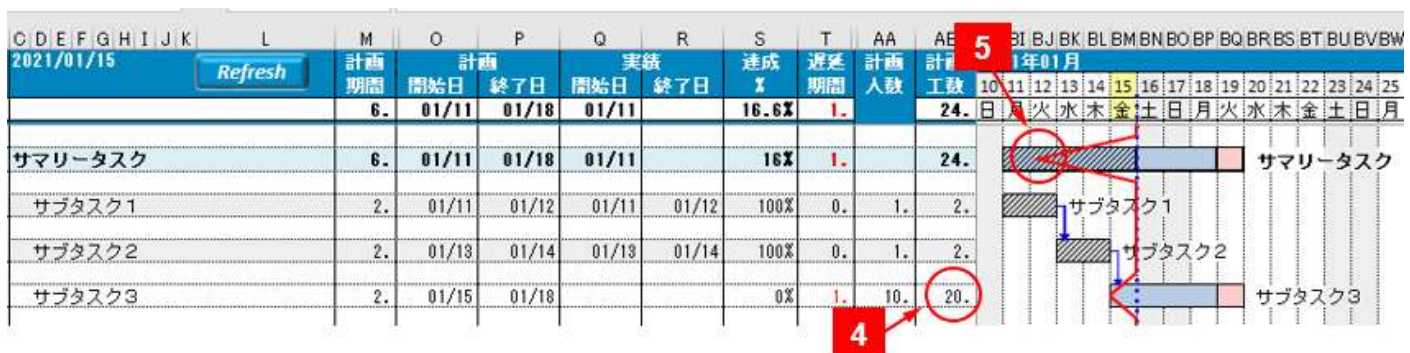 C D E F G H I J K L M O P Q R S T AA AE BI BJ BK BL BM BN BO BP BQ BR BS BT BU BV BW
2021/01/15 Refresh 計画 計画 実績 達成 遅延 計画 計画 1年01月
期間 開始日 終了日 開始日 終了日 % 期間 人数 工数 10 11 12 13 14 15 16 17 18 19 20 21 22 23 24 25
6. 01/11 01/18 01/11 16.6% 1. 24. 日 月 火 水 木 金 土 日 月 火 水 木 金 土 日 月
サマリータスク 6. 01/11 01/18 01/11 16% 1. 24. サマリータスク
サブタスク1 2. 01/11 01/12 01/11 01/12 100% 0. 1. 2. サブタスク1
サブタスク2 2. 01/13 01/14 01/13 01/14 100% 0. 1. 2. サブタスク2
サブタスク3 2. 01/15 01/18 0% 1. 10. 20. サブタスク3
5
4